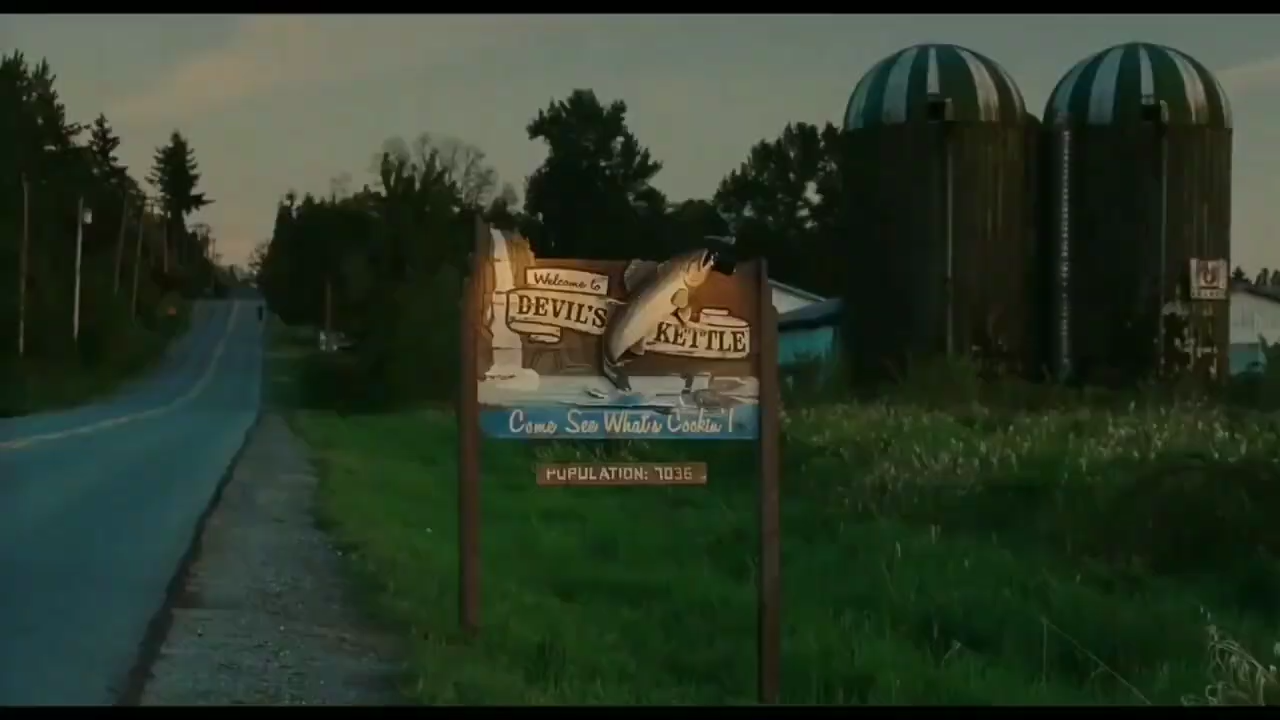 Welcome to
DEVIL'S
KETTLE
Come See What's Cookin'!
POPULATION: 7036